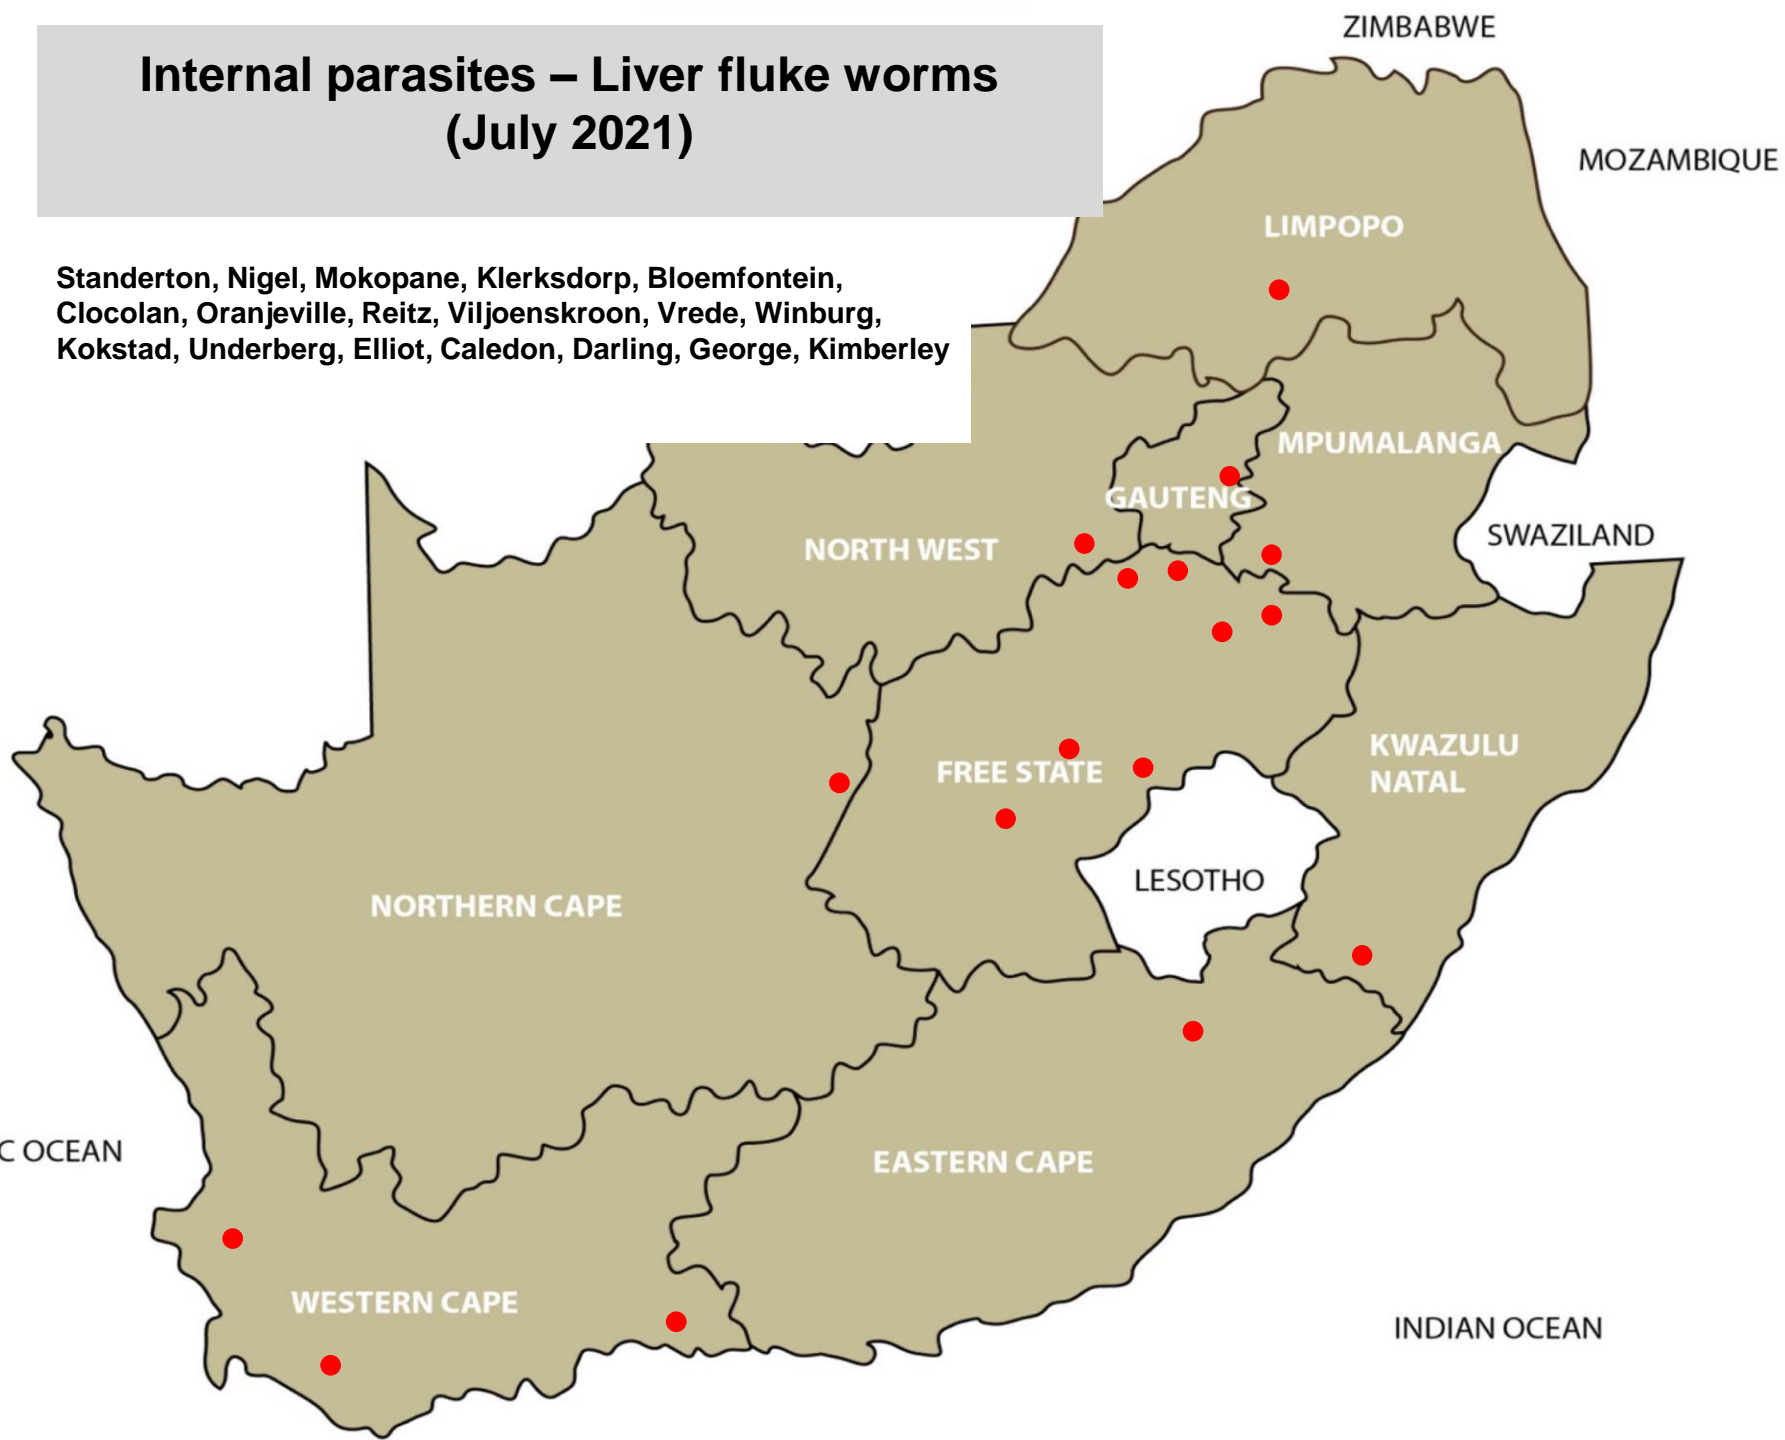 ZIMBABWE
Internal parasites – Liver fluke worms
(July 2021)
MOZAMBIQUE
LIMPOPO
Standerton, Nigel, Mokopane, Klerksdorp, Bloemfontein,
Clocolan, Oranjeville, Reitz, Viljoenskroon, Vrede, Winburg,
Kokstad, Underberg, Elliot, Caledon, Darling, George, Kimberley
MPUMALANGA
GAUTENG
SWAZILAND
NORTH WEST
KWAZULU
NATAL
FREE STATE
LESOTHO
NORTHERN CAPE
C OCEAN
EASTERN CAPE
WESTERN CAPE
INDIAN OCEAN